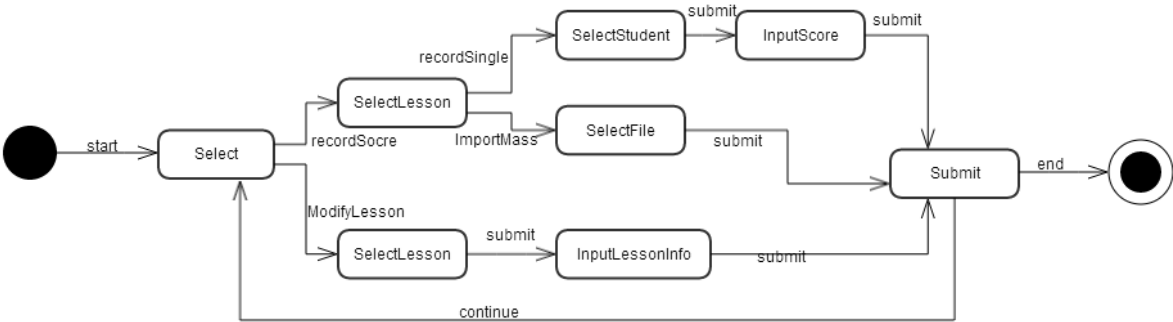 submit
submit
SelectStudent
InputScore
recordSingle
SelectLesson
SelectFile
recordSocre
ImportMass
submit
start
Select
Submit
end
ModifyLesson
SelectLesson
submit
InputLessonInfo
submit
continue